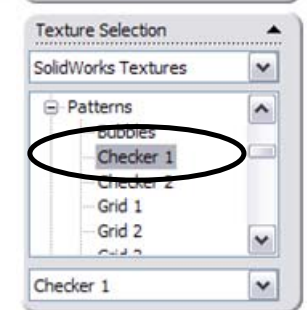 Texture Selection
SolidWorks Textures
Patterns
Bubbles
Checker 1
Checker 2
Grid 1
Grid 2
Checker 1